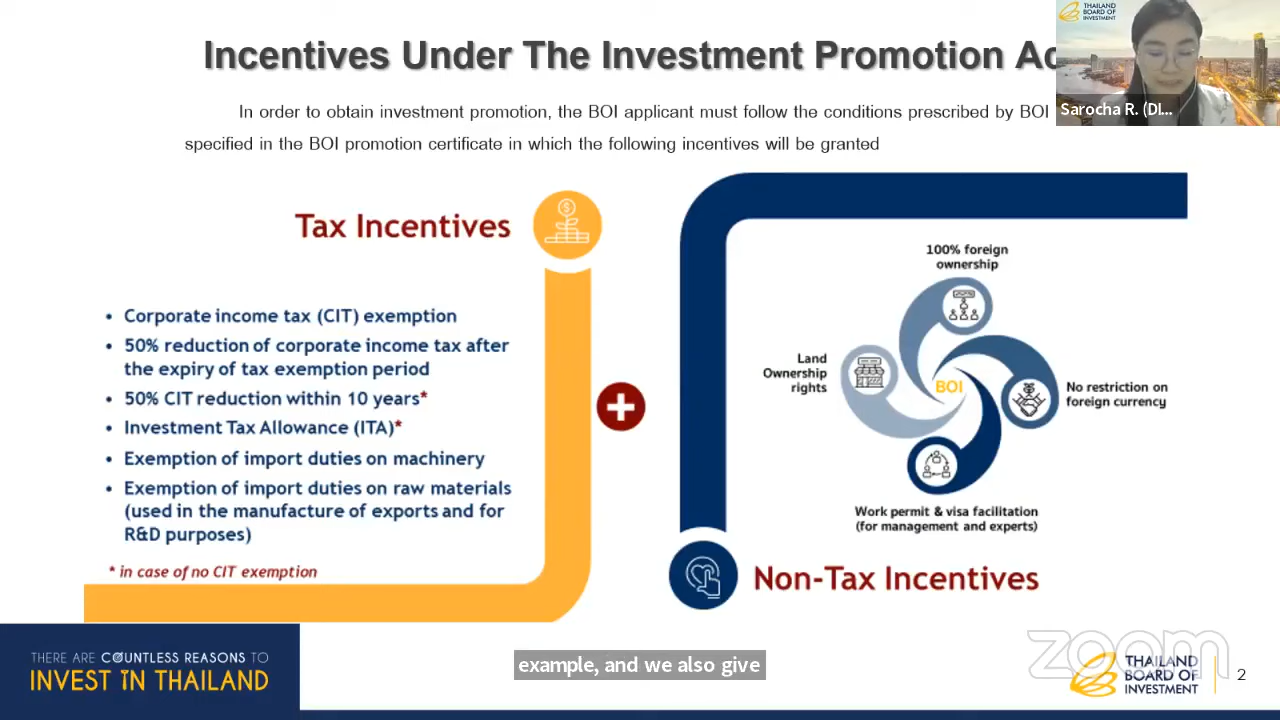 THAILAND
BOARD OF
INVESTMENT
Incentives Under The Investment Promotion Ac
Sarocha R. (DI...
In order to obtain investment promotion, the BOI applicant must follow the conditions prescribed by BOI
specified in the BOI promotion certificate in which the following incentives will be granted
Tax Incentives
• Corporate income tax (CIT) exemption
• 50% reduction of corporate income tax after
the expiry of tax exemption period
• 50% CIT reduction within 10 years*
• Investment Tax Allowance (ITA)*
• Exemption of import duties on machinery
• Exemption of import duties on raw materials
(used in the manufacture of exports and for
R&D purposes)
* in case of no CIT exemption
100% foreign
ownership
Land
Ownership
rights
BOI
No restriction on
foreign currency
Work permit & visa facilitation
(for management and experts)
Non-Tax Incentives
THERE ARE COUNTLESS REASONS TO
INVEST IN THAILAND
example, and we also give
zoom
THAILAND
BOARD OF
INVESTMENT
2